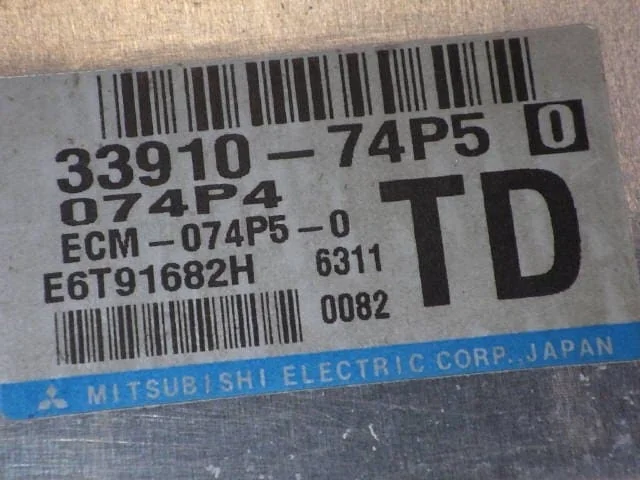 33910-74P5 0
074P4
ECM-074P5-0
TD
E6T91682H 6311
0082
MITSUBISHI ELECTRIC CORP., JAPAN